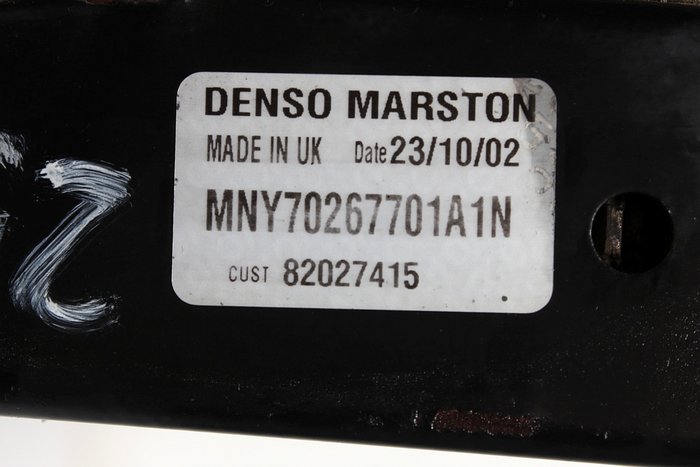 DENSO MARSTON
MADE IN UK Date 23/10/02
MNY70267701A1N
CUST 82027415